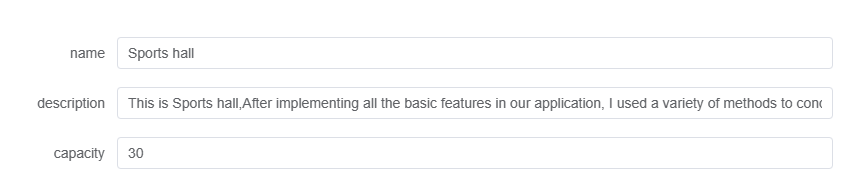 name Sports hall
description This is Sports hall,After implementing all the basic features in our application, I used a variety of methods to
capacity 30